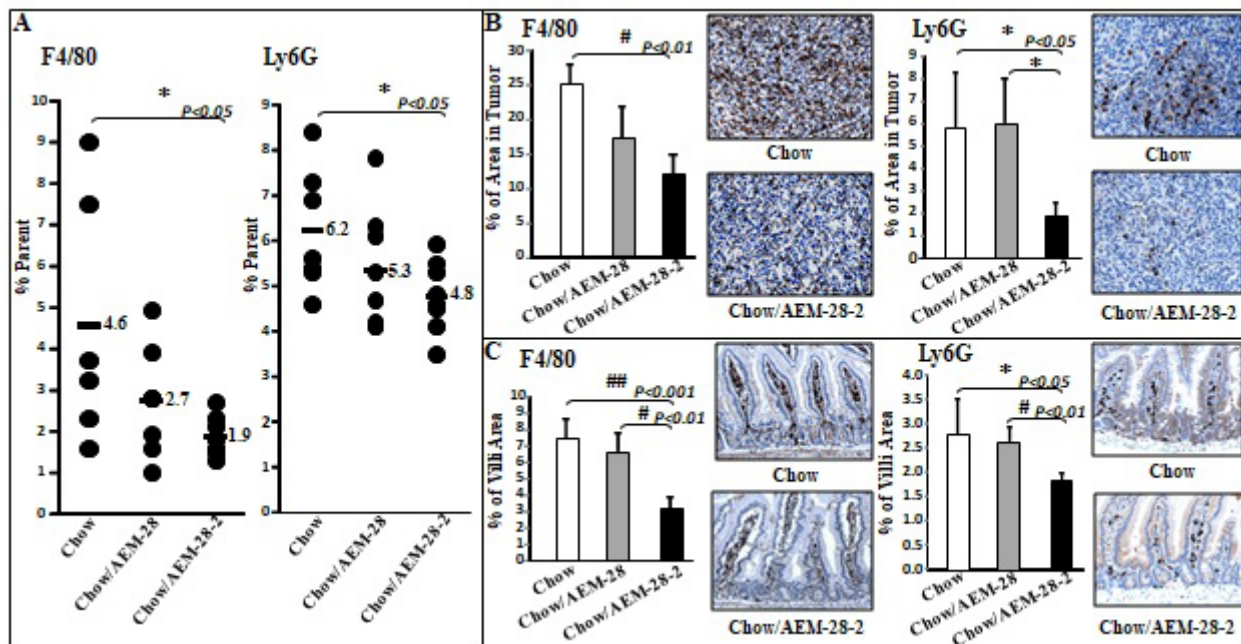 A
F4/80
*
P<0.05
% Parent
10
9
8
7
6
5
4
3
2
1
0
4.6
2.7
1.9
Chow
Chow/AEM-28
Chow/AEM-28-2
Ly6G
*
P<0.05
% Parent
9
8
7
6
5
4
3
2
1
0
6.2
5.3
4.8
Chow
Chow/AEM-28
Chow/AEM-28-2
B
F4/80
#
P<0.01
% of Area in Tumor
30
25
20
15
10
5
0
Chow
Chow/AEM-28
Chow/AEM-28-2
Chow
Chow/AEM-28-2
Ly6G
*
P<0.05
*
% of Area in Tumor
9
8
7
6
5
4
3
2
1
0
Chow
Chow/AEM-28
Chow/AEM-28-2
Chow
Chow/AEM-28-2
C
F4/80
##
P<0.001
#
P<0.01
% of Villi Area
10
9
8
7
6
5
4
3
2
1
0
Chow
Chow/AEM-28
Chow/AEM-28-2
Chow
Chow/AEM-28-2
Ly6G
*
P<0.05
#
P<0.01
% of Villi Area
4.0
3.5
3.0
2.5
2.0
1.5
1.0
0.5
0.0
Chow
Chow/AEM-28
Chow/AEM-28-2
Chow
Chow/AEM-28-2